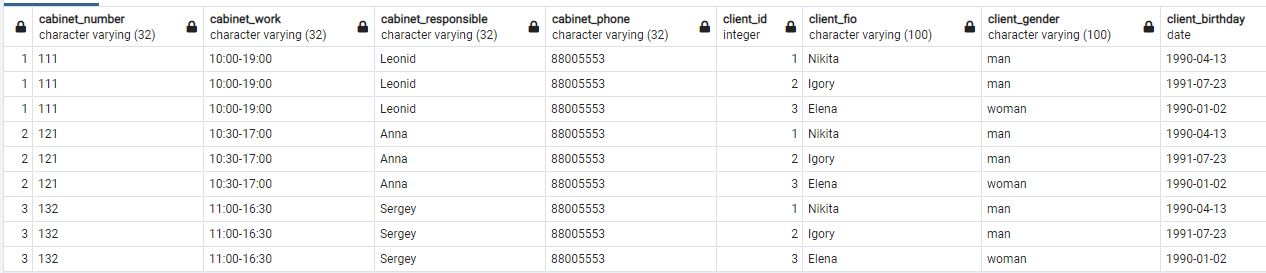 cabinet_number cabinet_work cabinet_responsible cabinet_phone client_id client_fio client_gender client_birthday
character varying (32) character varying (32) character varying (32) character varying (32) integer character varying (100) character varying (100) date
1 111 10:00-19:00 Leonid 88005553 1 Nikita man 1990-04-13
1 111 10:00-19:00 Leonid 88005553 2 Igory man 1991-07-23
1 111 10:00-19:00 Leonid 88005553 3 Elena woman 1990-01-02
2 121 10:30-17:00 Anna 88005553 1 Nikita man 1990-04-13
2 121 10:30-17:00 Anna 88005553 2 Igory man 1991-07-23
2 121 10:30-17:00 Anna 88005553 3 Elena woman 1990-01-02
3 132 11:00-16:30 Sergey 88005553 1 Nikita man 1990-04-13
3 132 11:00-16:30 Sergey 88005553 2 Igory man 1991-07-23
3 132 11:00-16:30 Sergey 88005553 3 Elena woman 1990-01-02